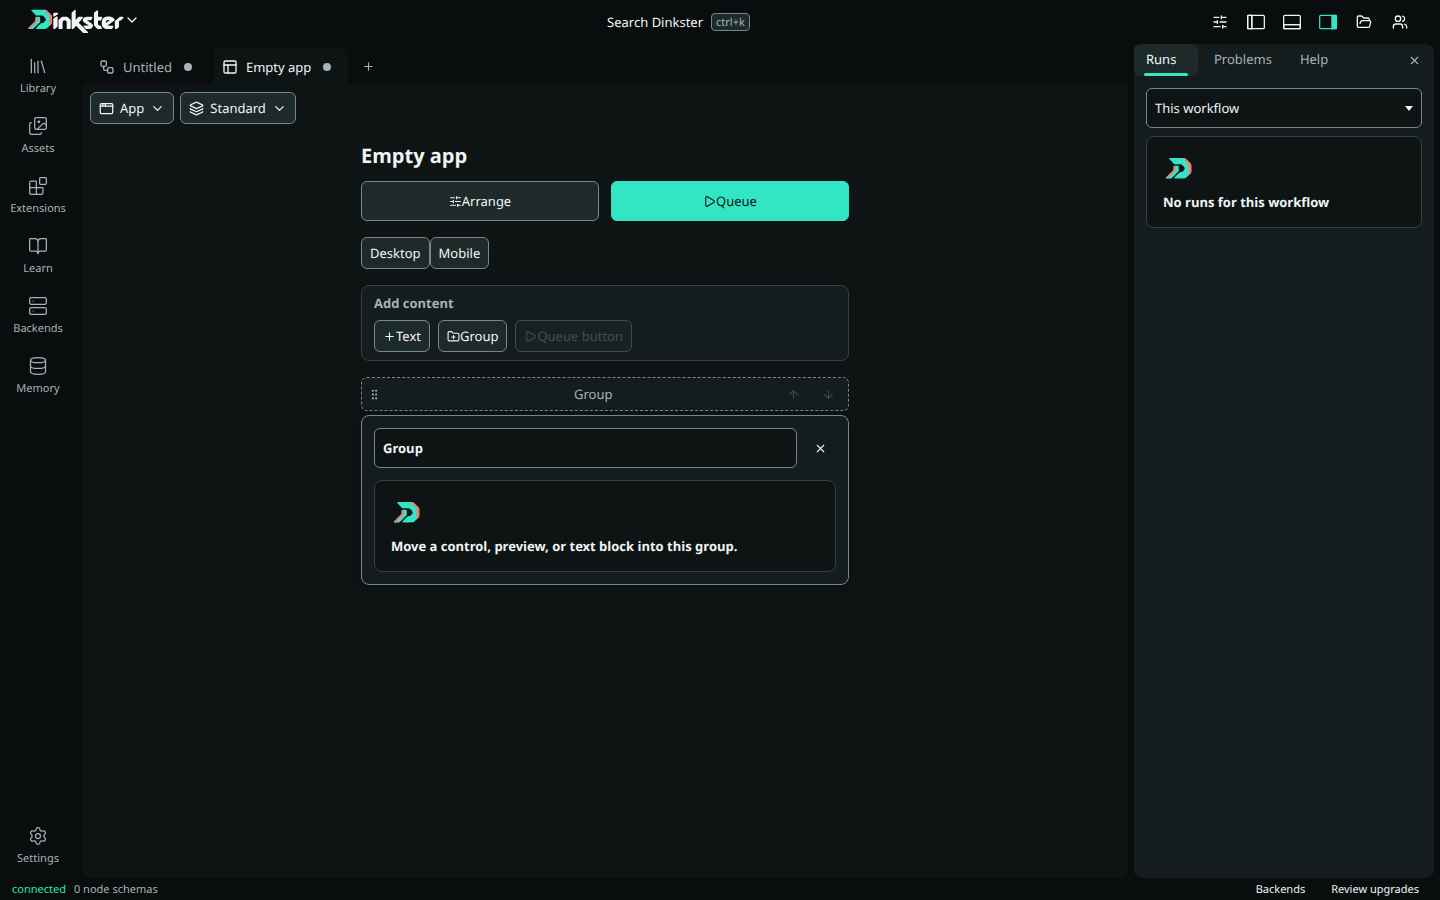 Dinkster
Search Dinkster ctrl+k
Library
Assets
Extensions
Learn
Backends
Memory
Settings
Untitled
Empty app
App
Standard
Empty app
Arrange
Queue
Desktop
Mobile
Add content
Text
Group
Queue button
Group
Group
Move a control, preview, or text block into this group.
Runs
Problems
Help
This workflow
No runs for this workflow
connected
0 node schemas
Backends
Review upgrades